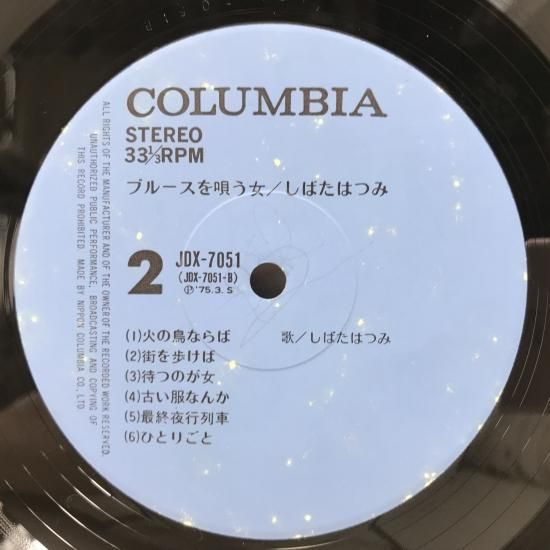 COLUMBIA
STEREO
33⅓RPM
ブルースを唄う女／しばたはつみ
2
JDX-7051
(JDX-7051-B)
Ⓟ'75.3. S
(1)火の鳥ならば 歌／しばたはつみ
(2)街を歩けば
(3)待つのが女
(4)古い服なんか
(5)最終夜行列車
(6)ひとりごと
ALL RIGHTS OF THE MANUFACTURER AND OF THE OWNER OF THE RECORDED WORK RESERVED.
UNAUTHORIZED PUBLIC PERFORMANCE, BROADCASTING AND COPYING OF
THIS RECORD PROHIBITED. MADE BY NIPPON COLUMBIA CO., LTD.